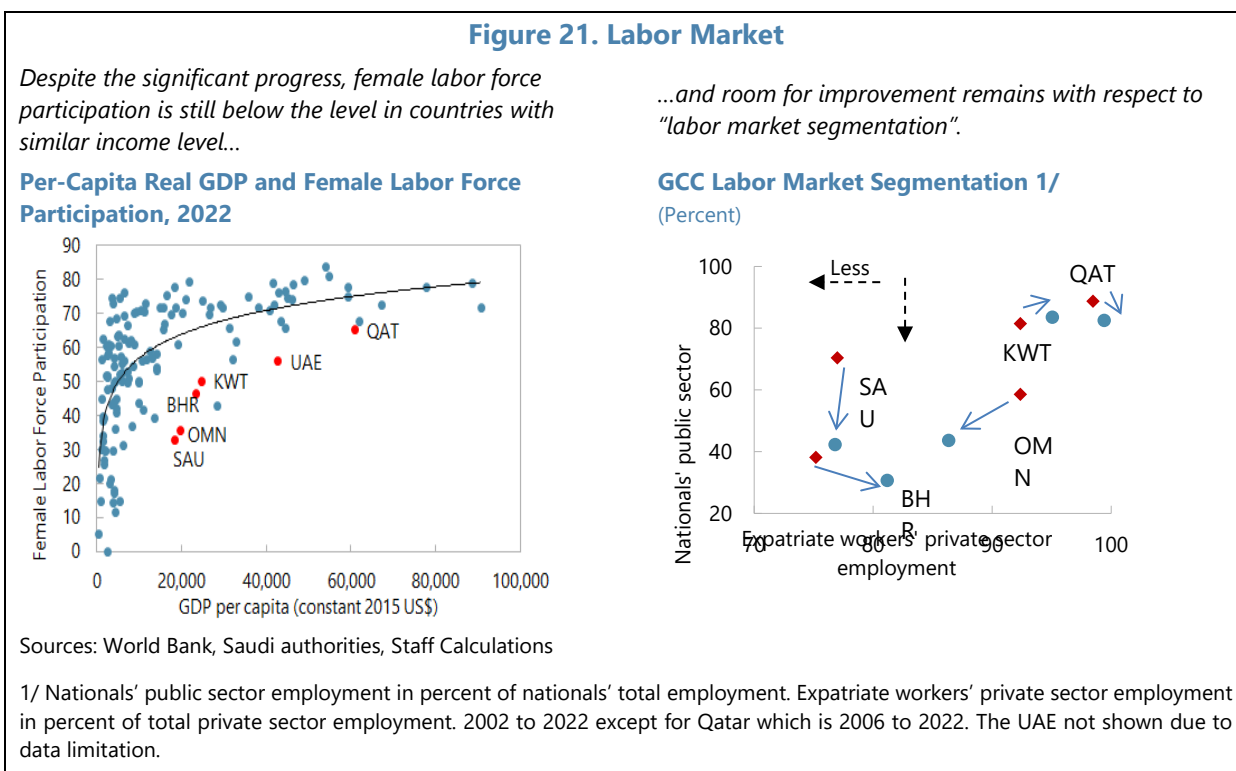 Figure 21. Labor Market
Despite the significant progress, female labor force
participation is still below the level in countries with
similar income level…
Per-Capita Real GDP and Female Labor Force
Participation, 2022
90
80
70
60
50
40
30
20
10
0
Female Labor Force Participation
QAT
UAE
KWT
BHR
OMN
SAU
0
20,000
40,000
60,000
80,000
100,000
GDP per capita (constant 2015 US$)
…and room for improvement remains with respect to
“labor market segmentation”.
GCC Labor Market Segmentation 1/
(Percent)
100
80
60
40
20
Nationals' public sector
Less
QAT
KWT
SA
U
OM
N
BH
R
70
80
90
100
Expatriate workers' private sector
employment
Sources: World Bank, Saudi authorities, Staff Calculations
1/ Nationals’ public sector employment in percent of nationals’ total employment. Expatriate workers’ private sector employment
in percent of total private sector employment. 2002 to 2022 except for Qatar which is 2006 to 2022. The UAE not shown due to
data limitation.